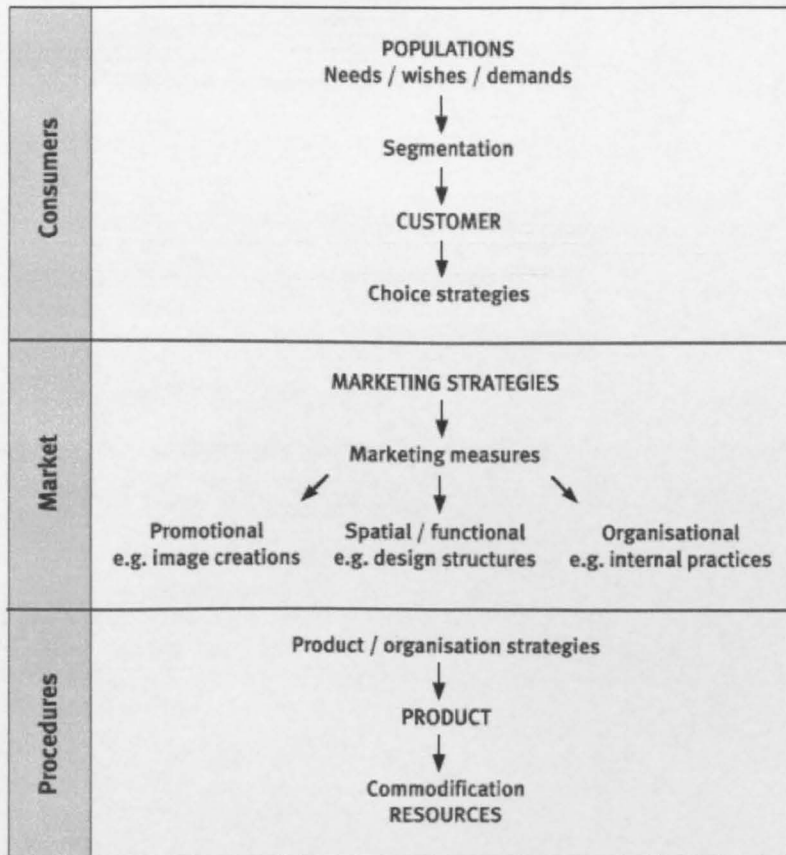 Consumers
POPULATIONS
Needs / wishes / demands
Segmentation
CUSTOMER
Choice strategies
Market
MARKETING STRATEGIES
Marketing measures
Promotional
e.g. image creations
Spatial / functional
e.g. design structures
Organisational
e.g. internal practices
Procedures
Product / organisation strategies
PRODUCT
Commodification
RESOURCES